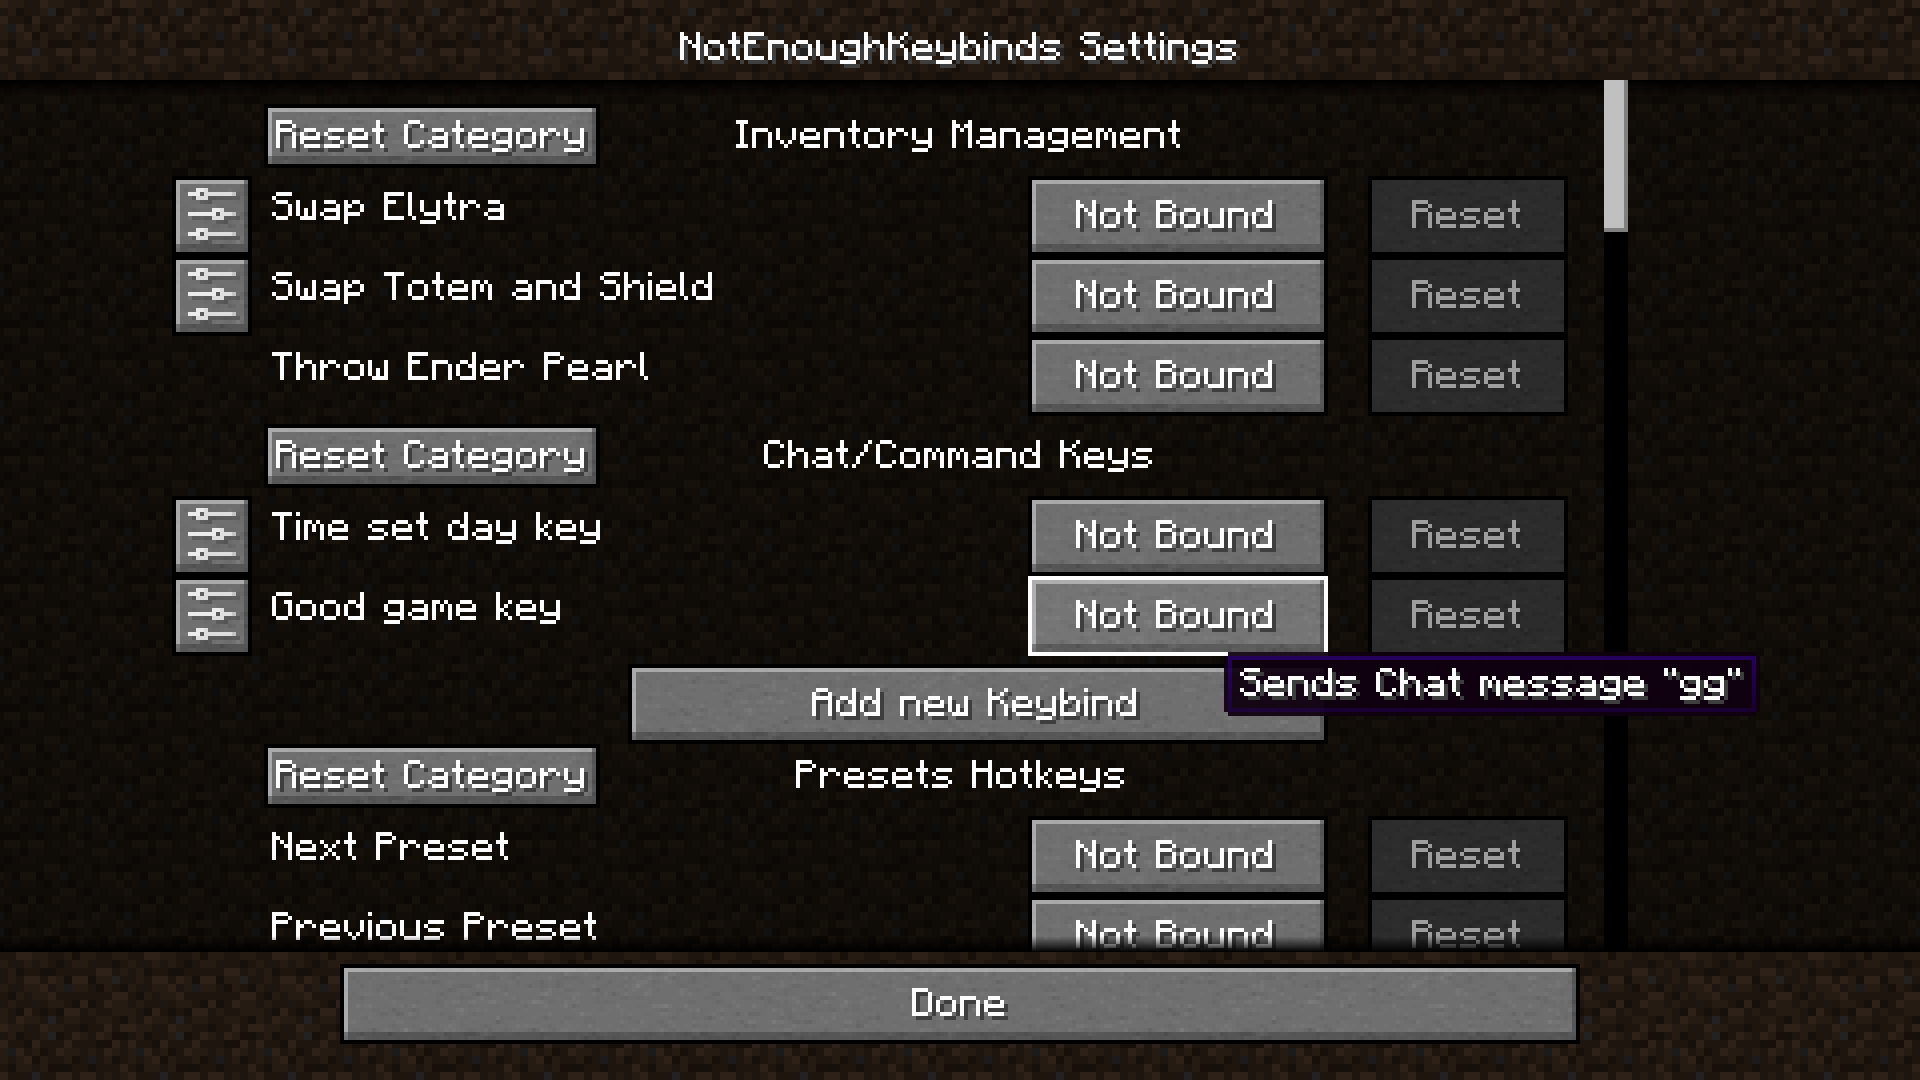 NotEnoughKeybinds Settings
Reset Category Inventory Management
Swap Elytra Not Bound Reset
Swap Totem and Shield Not Bound Reset
Throw Ender Pearl Not Bound Reset
Reset Category Chat/Command Keys
Time set day key Not Bound Reset
Good game key Not Bound Reset
Sends Chat message "gg"
Add new Keybind
Reset Category Presets Hotkeys
Next Preset Not Bound Reset
Previous Preset Not Bound Reset
Done